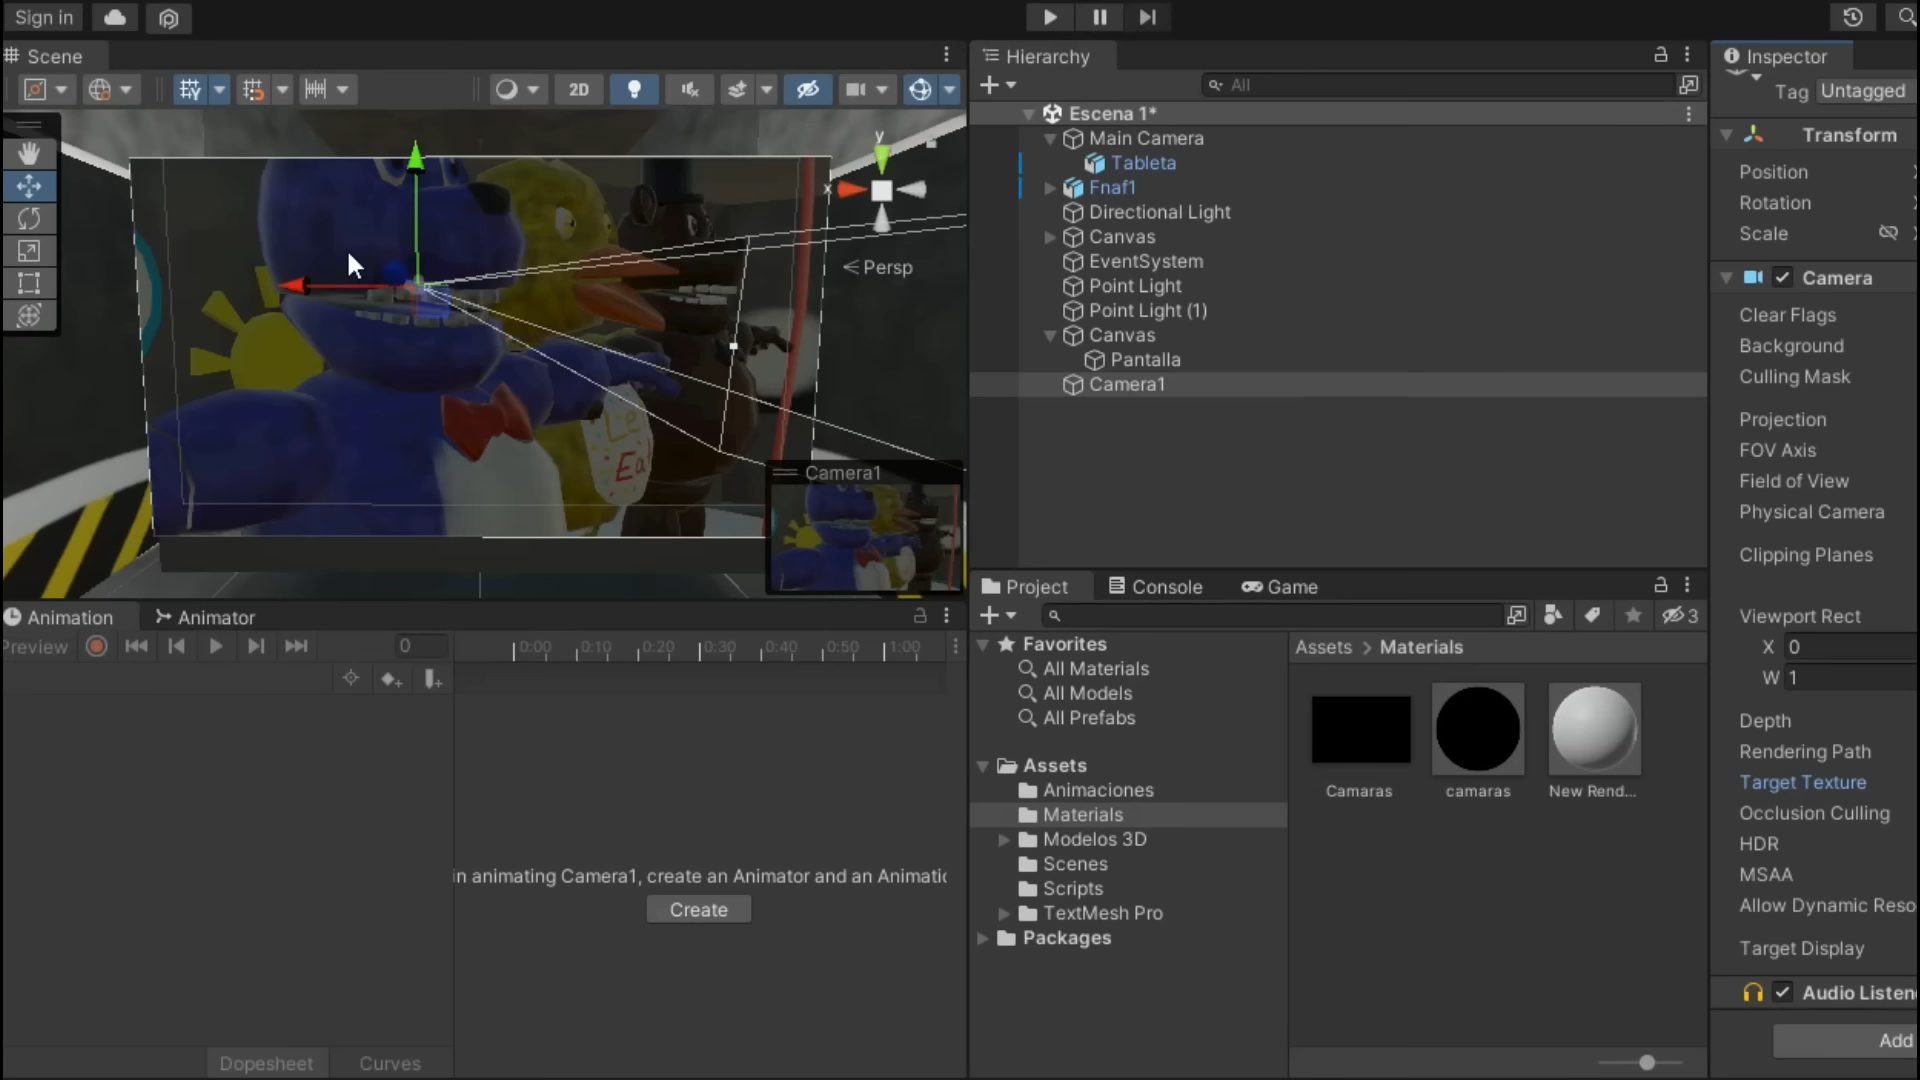 Sign in
Scene
2D
y
x
Persp
Le
Ea
Camera1
Hierarchy
All
Escena 1*
Main Camera
Tableta
Fnaf1
Directional Light
Canvas
EventSystem
Point Light
Point Light (1)
Canvas
Pantalla
Camera1
Inspector
Tag Untagged
Transform
Position
Rotation
Scale
Camera
Clear Flags
Background
Culling Mask
Projection
FOV Axis
Field of View
Physical Camera
Clipping Planes
Viewport Rect
X 0
W 1
Depth
Rendering Path
Target Texture
Occlusion Culling
HDR
MSAA
Allow Dynamic Reso
Target Display
Audio Listen
Add
Animation
Animator
Preview
0
0:00 0:10 0:20 0:30 0:40 0:50 1:00
in animating Camera1, create an Animator and an Animatic
Create
Dopesheet Curves
Project
Console
Game
3
Favorites
All Materials
All Models
All Prefabs
Assets
Animaciones
Materials
Modelos 3D
Scenes
Scripts
TextMesh Pro
Packages
Assets > Materials
Camaras
camaras
New Rend...